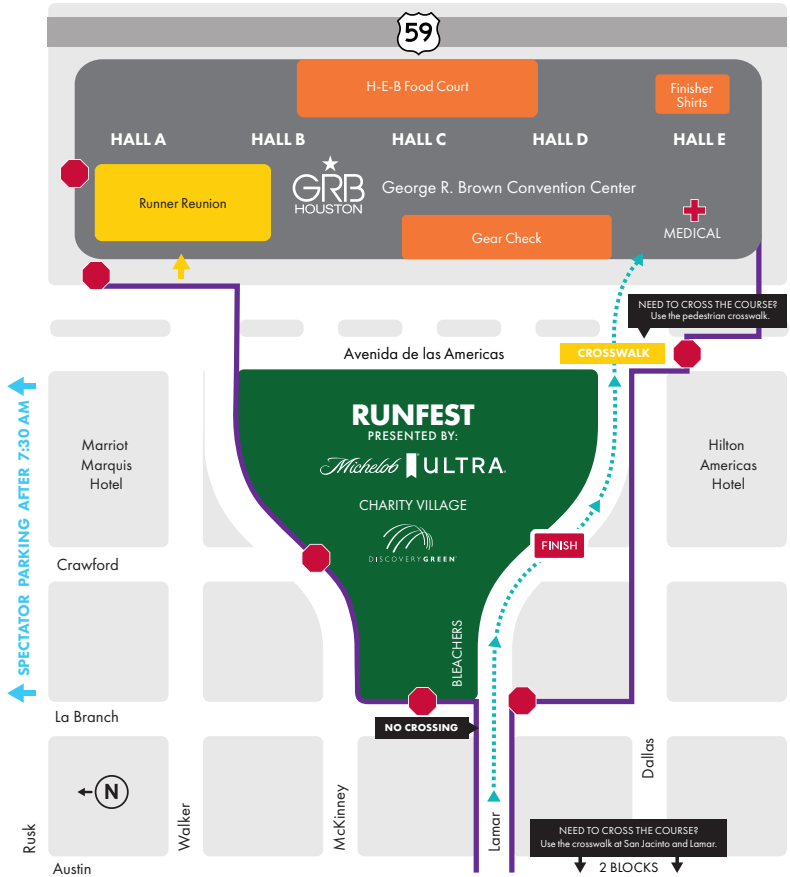 59
H-E-B Food Court
Finisher
Shirts
HALL A
HALL B
HALL C
HALL D
HALL E
Runner Reunion
GRB
HOUSTON
George R. Brown Convention Center
Gear Check
MEDICAL
NEED TO CROSS THE COURSE?
Use the pedestrian crosswalk.
Avenida de las Americas
CROSSWALK
SPECTATOR PARKING AFTER 7:30 AM
Marriot
Marquis
Hotel
RUNFEST
PRESENTED BY:
Michelob ULTRA
CHARITY VILLAGE
DISCOVERYGREEN
Hilton
Americas
Hotel
FINISH
Crawford
BLEACHERS
La Branch
NO CROSSING
N
Rusk
Walker
McKinney
Lamar
Dallas
NEED TO CROSS THE COURSE?
Use the crosswalk at San Jacinto and Lamar.
Austin
2 BLOCKS